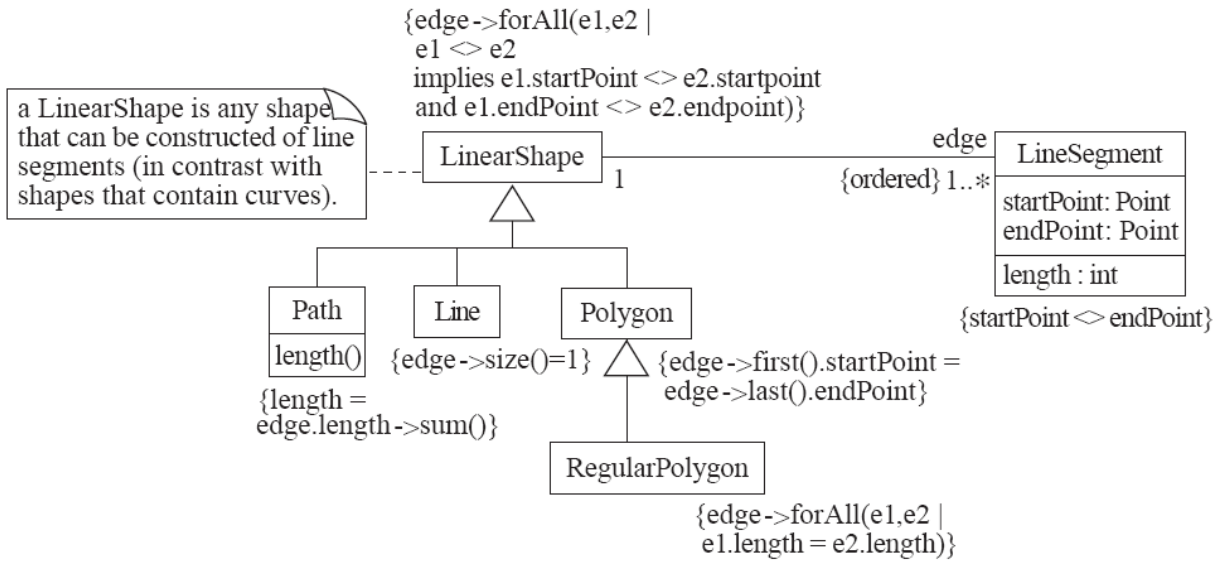 {edge->forAll(e1,e2 |
e1 <> e2
implies e1.startPoint <> e2.startpoint
and e1.endPoint <> e2.endpoint)}
a LinearShape is any shape
that can be constructed of line
segments (in contrast with
shapes that contain curves).
LinearShape
1
edge
{ordered} 1..*
LineSegment
startPoint: Point
endPoint: Point
length : int
{startPoint <> endPoint}
Path
length()
{length =
edge.length->sum()}
Line
{edge->size()=1}
Polygon
{edge->first().startPoint =
edge->last().endPoint}
RegularPolygon
{edge->forAll(e1,e2 |
e1.length = e2.length)}